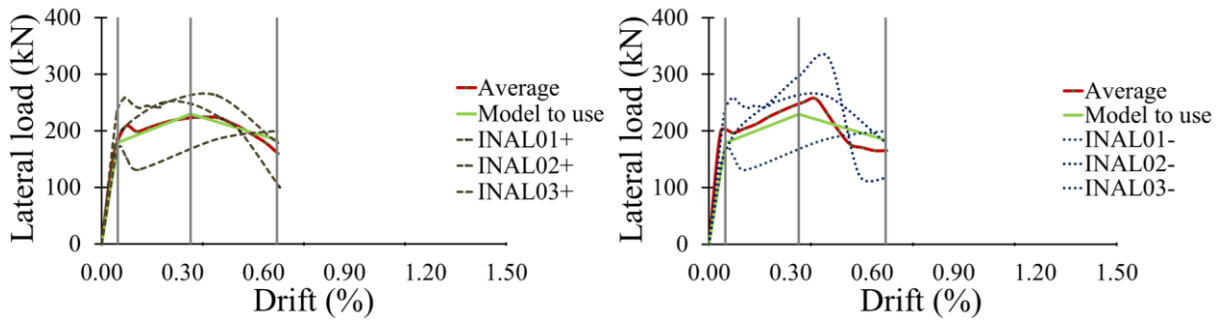 Lateral load (kN)
400
300
200
100
0
0.00 0.30 0.60 0.90 1.20 1.50
Drift (%)
Average
Model to use
INAL01+
INAL02+
INAL03+
Lateral load (kN)
400
300
200
100
0
0.00 0.30 0.60 0.90 1.20 1.50
Drift (%)
Average
Model to use
INAL01-
INAL02-
INAL03-